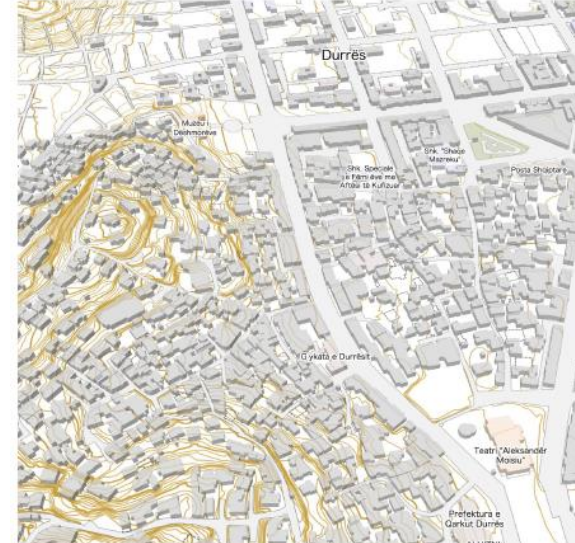 Durrës
Muzeu i
Dëshmorëve
Shk. "Shaqe
Mazreku"
Shk. Speciale
për Fëmijëve me
Aftësi të Kufizuar
Posta Shqiptare
Gjykata e Durrësit
Teatri "Aleksandër
Moisiu"
Prefektura e
Qarkut Durrës